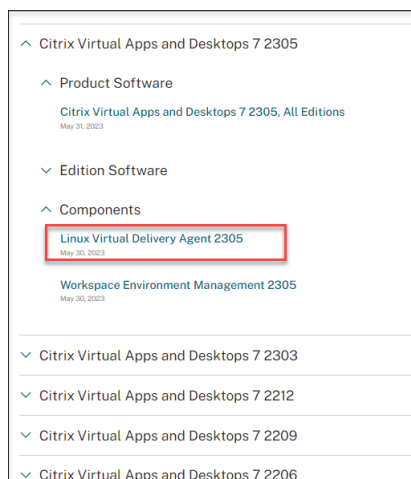 Citrix Virtual Apps and Desktops 7 2305
Product Software
Citrix Virtual Apps and Desktops 7 2305, All Editions
May 31, 2023
Edition Software
Components
Linux Virtual Delivery Agent 2305
May 30, 2023
Workspace Environment Management 2305
May 30, 2023
Citrix Virtual Apps and Desktops 7 2303
Citrix Virtual Apps and Desktops 7 2212
Citrix Virtual Apps and Desktops 7 2209
Citrix Virtual Apps and Desktops 7 2206